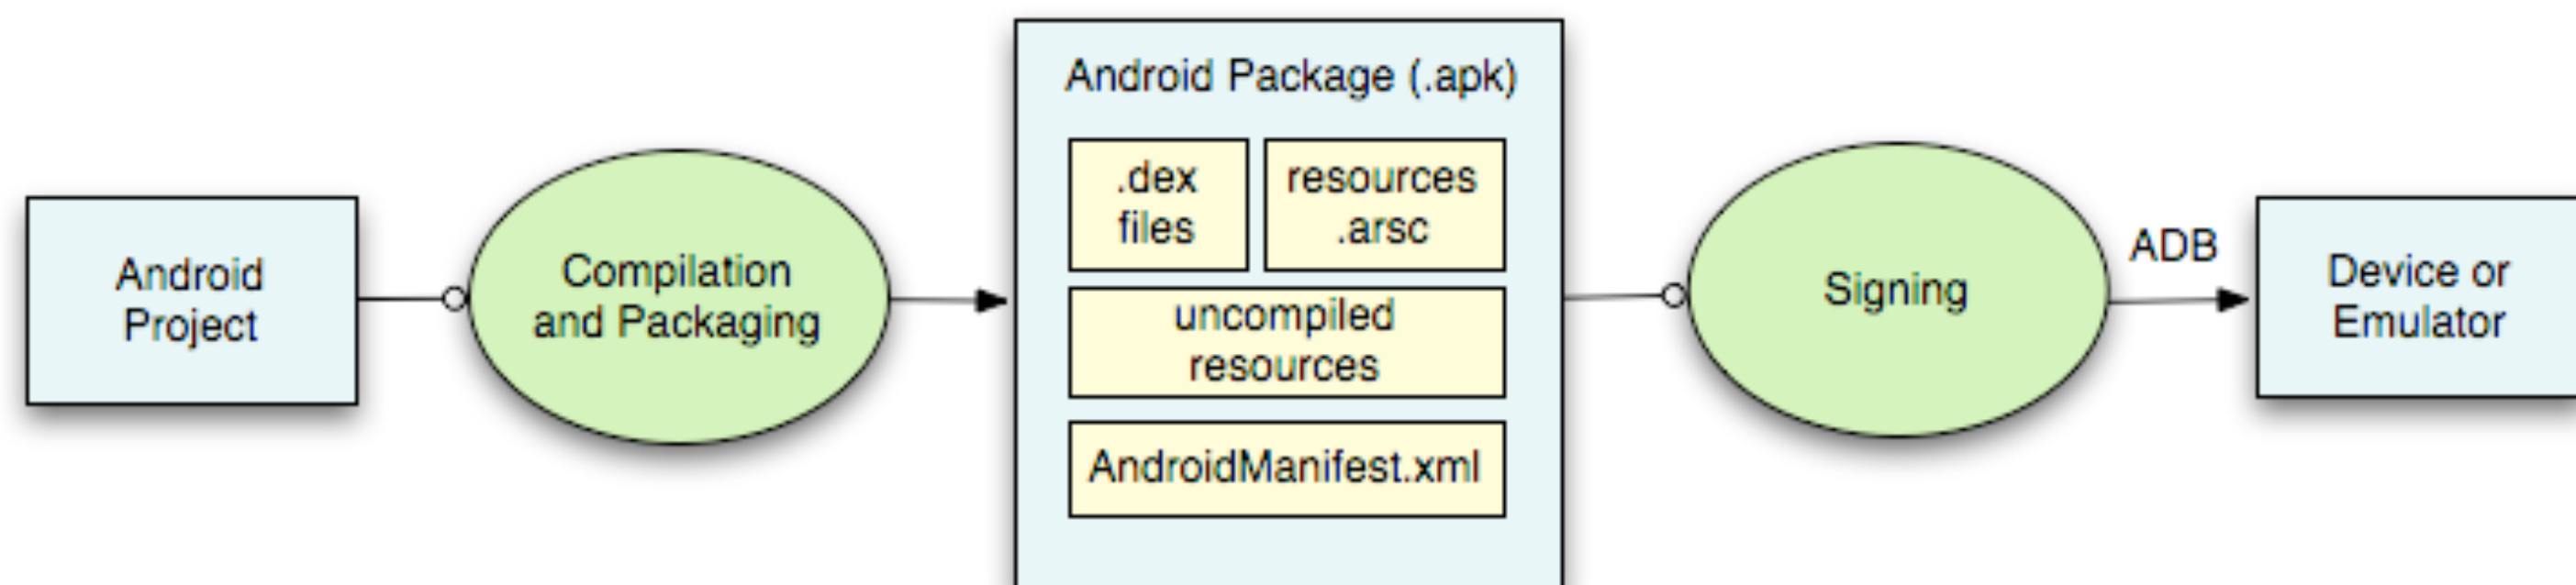 Android
Project
Compilation
and Packaging
Android Package (.apk)
.dex
files
resources
.arsc
uncompiled
resources
AndroidManifest.xml
Signing
ADB
Device or
Emulator